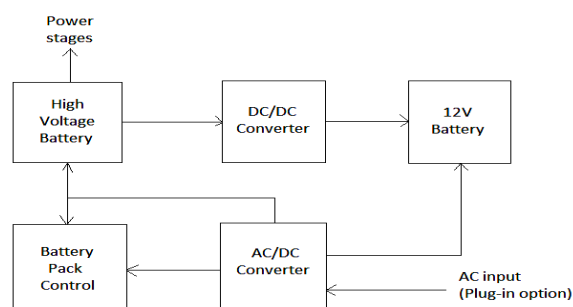 Power
stages
High
Voltage
Battery
DC/DC
Converter
12V
Battery
Battery
Pack
Control
AC/DC
Converter
AC input
(Plug-in option)